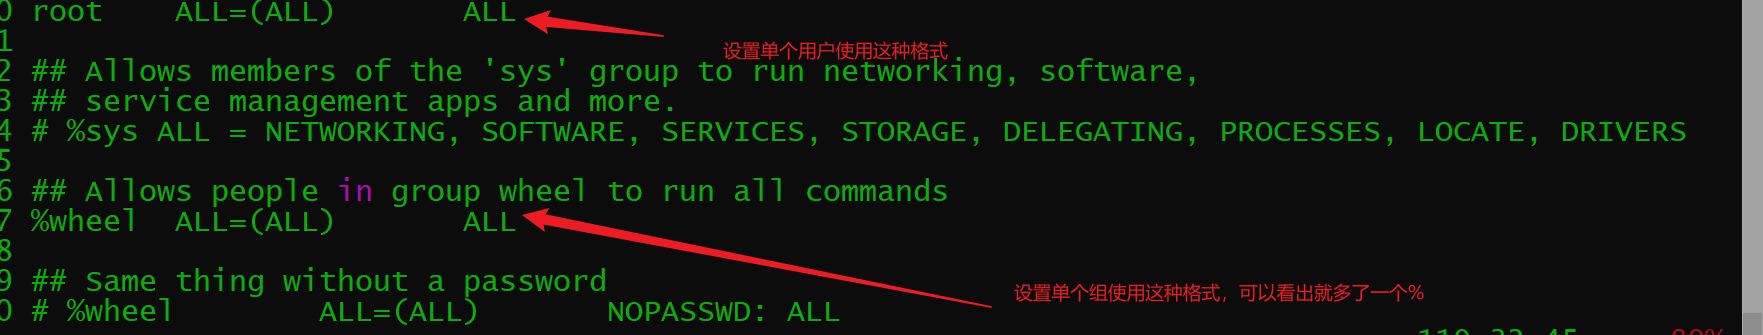 0 root    ALL=(ALL)       ALL
设置单个用户使用这种格式
1
2 ## Allows members of the 'sys' group to run networking, software,
3 ## service management apps and more.
4 # %sys ALL = NETWORKING, SOFTWARE, SERVICES, STORAGE, DELEGATING, PROCESSES, LOCATE, DRIVERS
5
6 ## Allows people in group wheel to run all commands
7 %wheel  ALL=(ALL)       ALL
8
9 ## Same thing without a password
设置单个组使用这种格式，可以看出就多了一个%
0 # %wheel        ALL=(ALL)       NOPASSWD: ALL